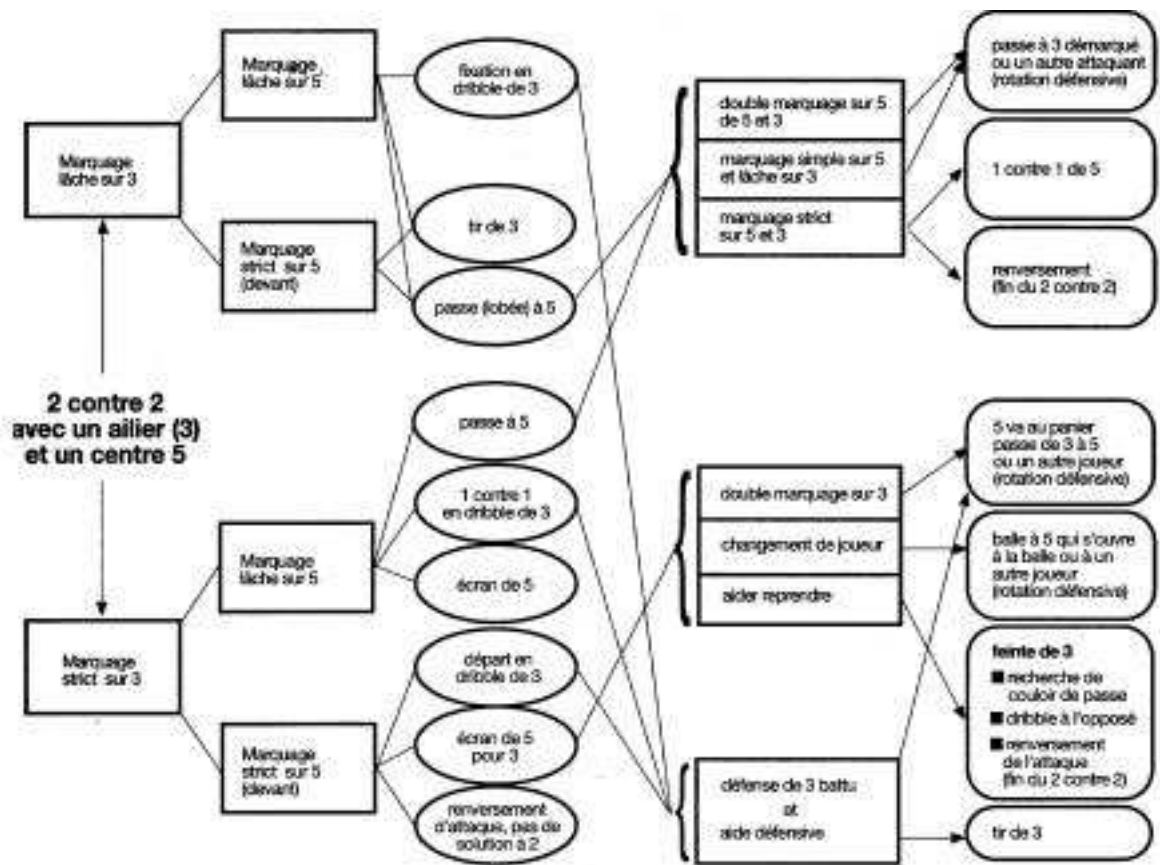 Marquage
lâche sur 3
2 contre 2
avec un ailier (3)
et un centre 5
Marquage
strict sur 3
Marquage
lâche sur 5
Marquage
strict sur 5
(devant)
Marquage
lâche sur 5
Marquage
strict sur 5
(devant)
fixation en
dribble de 3
tir de 3
passe (lobée) à 5
passe à 5
1 contre 1
en dribble de 3
écran de 5
départ en
dribble de 3
écran de 5
pour 3
renversement
d'attaque, pas de
solution à 2
double marquage sur 5
de 5 et 3
marquage simple sur 5
et lâche sur 3
marquage strict
sur 5 et 3
double marquage sur 3
changement de joueur
aider reprendre
défense de 3 battu
at
aide défensive
passe à 3 démarqué
ou un autre attaquant
(rotation défensive)
1 contre 1 de 5
renversement
(fin du 2 contre 2)
5 va au panier
passe de 3 à 5
ou un autre joueur
(rotation défensive)
balle à 5 qui s'ouvre
à la balle ou à un
autre joueur
(rotation défensive)
feinte de 3
■ recherche de
couloir de passe
■ dribble à l'opposé
■ renversement
de l'attaque
(fin du 2 contre 2)
tir de 3